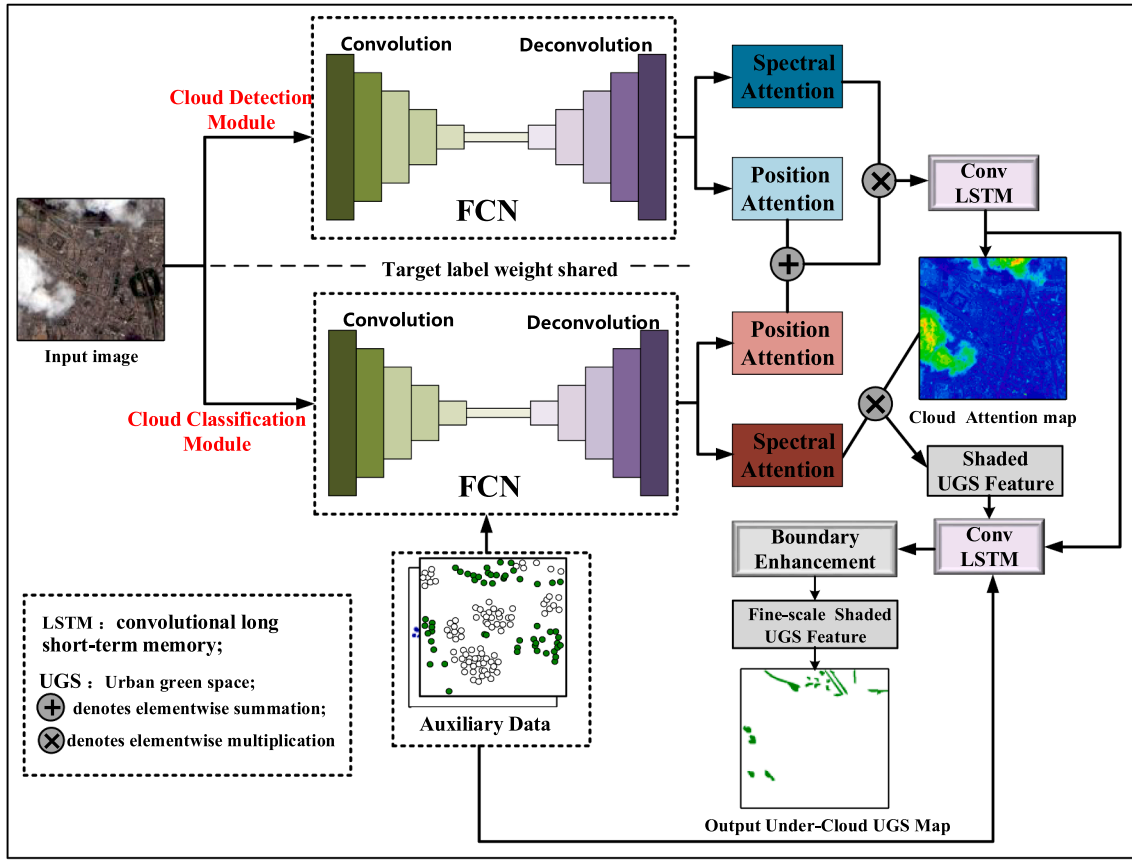 Convolution
Deconvolution
FCN
Cloud Detection
Module
Spectral
Attention
Position
Attention
Conv
LSTM
Input image
Target label weight shared
Convolution
Deconvolution
FCN
Cloud Classification
Module
Position
Attention
Spectral
Attention
Cloud Attention map
Shaded
UGS Feature
Conv
LSTM
Boundary
Enhancement
Fine-scale Shaded
UGS Feature
Output Under-Cloud UGS Map
Auxiliary Data
LSTM：convolutional long
short-term memory;
UGS：Urban green space;
denotes elementwise summation;
denotes elementwise multiplication